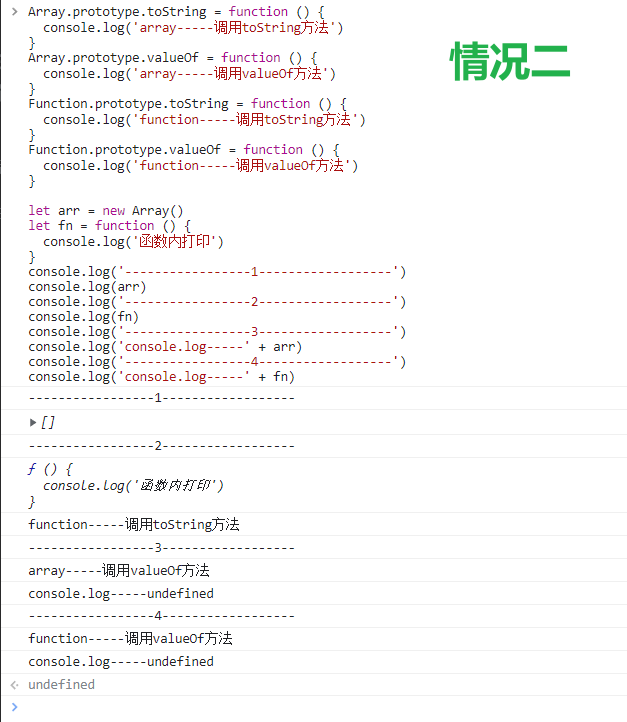 Array.prototype.toString = function () {
情况二
  console.log('array-----调用toString方法')
}
Array.prototype.valueOf = function () {
  console.log('array-----调用valueOf方法')
}
Function.prototype.toString = function () {
  console.log('function-----调用toString方法')
}
Function.prototype.valueOf = function () {
  console.log('function-----调用valueOf方法')
}
let arr = new Array()
let fn = function () {
  console.log('函数内打印')
}
console.log('----------------1-----------------')
console.log(arr)
console.log('----------------2-----------------')
console.log(fn)
console.log('----------------3-----------------')
console.log('console.log-----' + arr)
console.log('----------------4-----------------')
console.log('console.log-----' + fn)
----------------1-----------------
[]
----------------2-----------------
ƒ () {
  console.log('函数内打印')
}
function-----调用toString方法
----------------3-----------------
array-----调用valueOf方法
console.log-----undefined
----------------4-----------------
function-----调用valueOf方法
console.log-----undefined
undefined